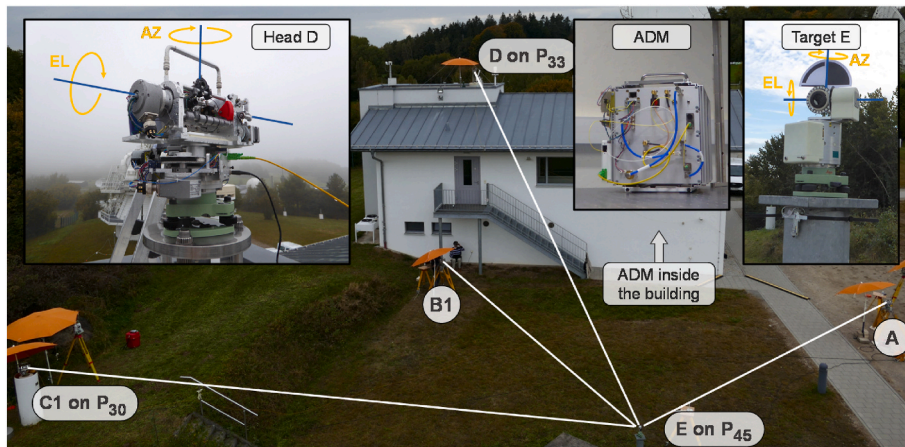 AZ
Head D
EL
D on P33
ADM
Target E
AZ
EL
ADM inside
the building
B1
A
C1 on P30
E on P45